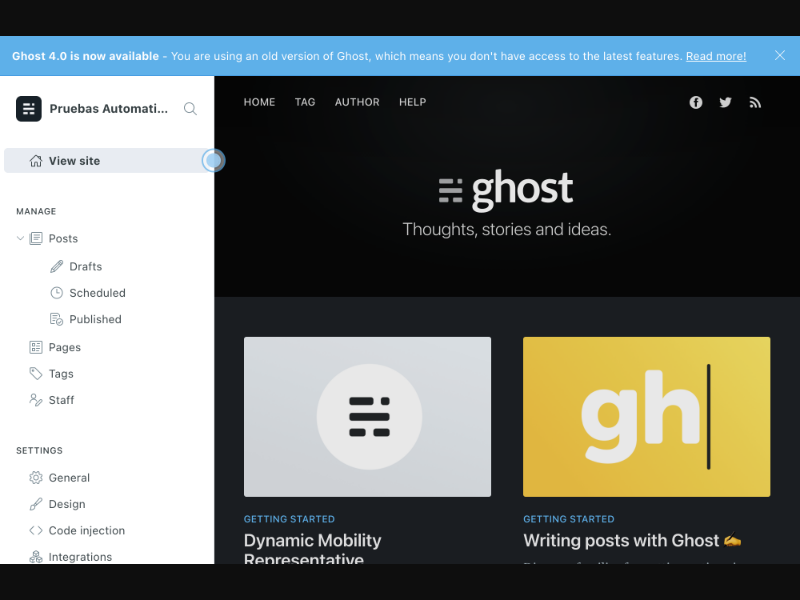 Ghost 4.0 is now available - You are using an old version of Ghost, which means you don't have access to the latest features. Read more!
Pruebas Automati...
View site
MANAGE
Posts
Drafts
Scheduled
Published
Pages
Tags
Staff
SETTINGS
General
Design
Code injection
Integrations
HOME TAG AUTHOR HELP
ghost
Thoughts, stories and ideas.
gh
GETTING STARTED
Dynamic Mobility
Representative
GETTING STARTED
Writing posts with Ghost ✍️